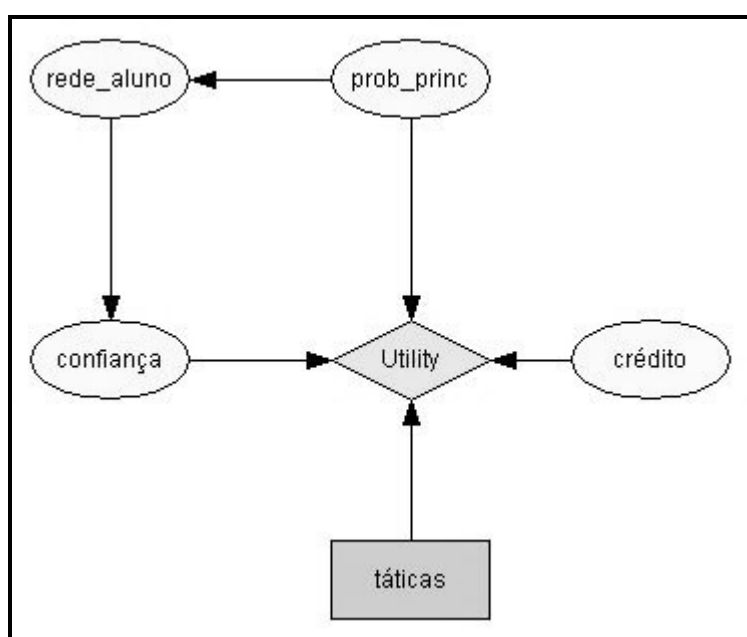 rede_aluno
prob_princ
confiança
Utility
crédito
táticas